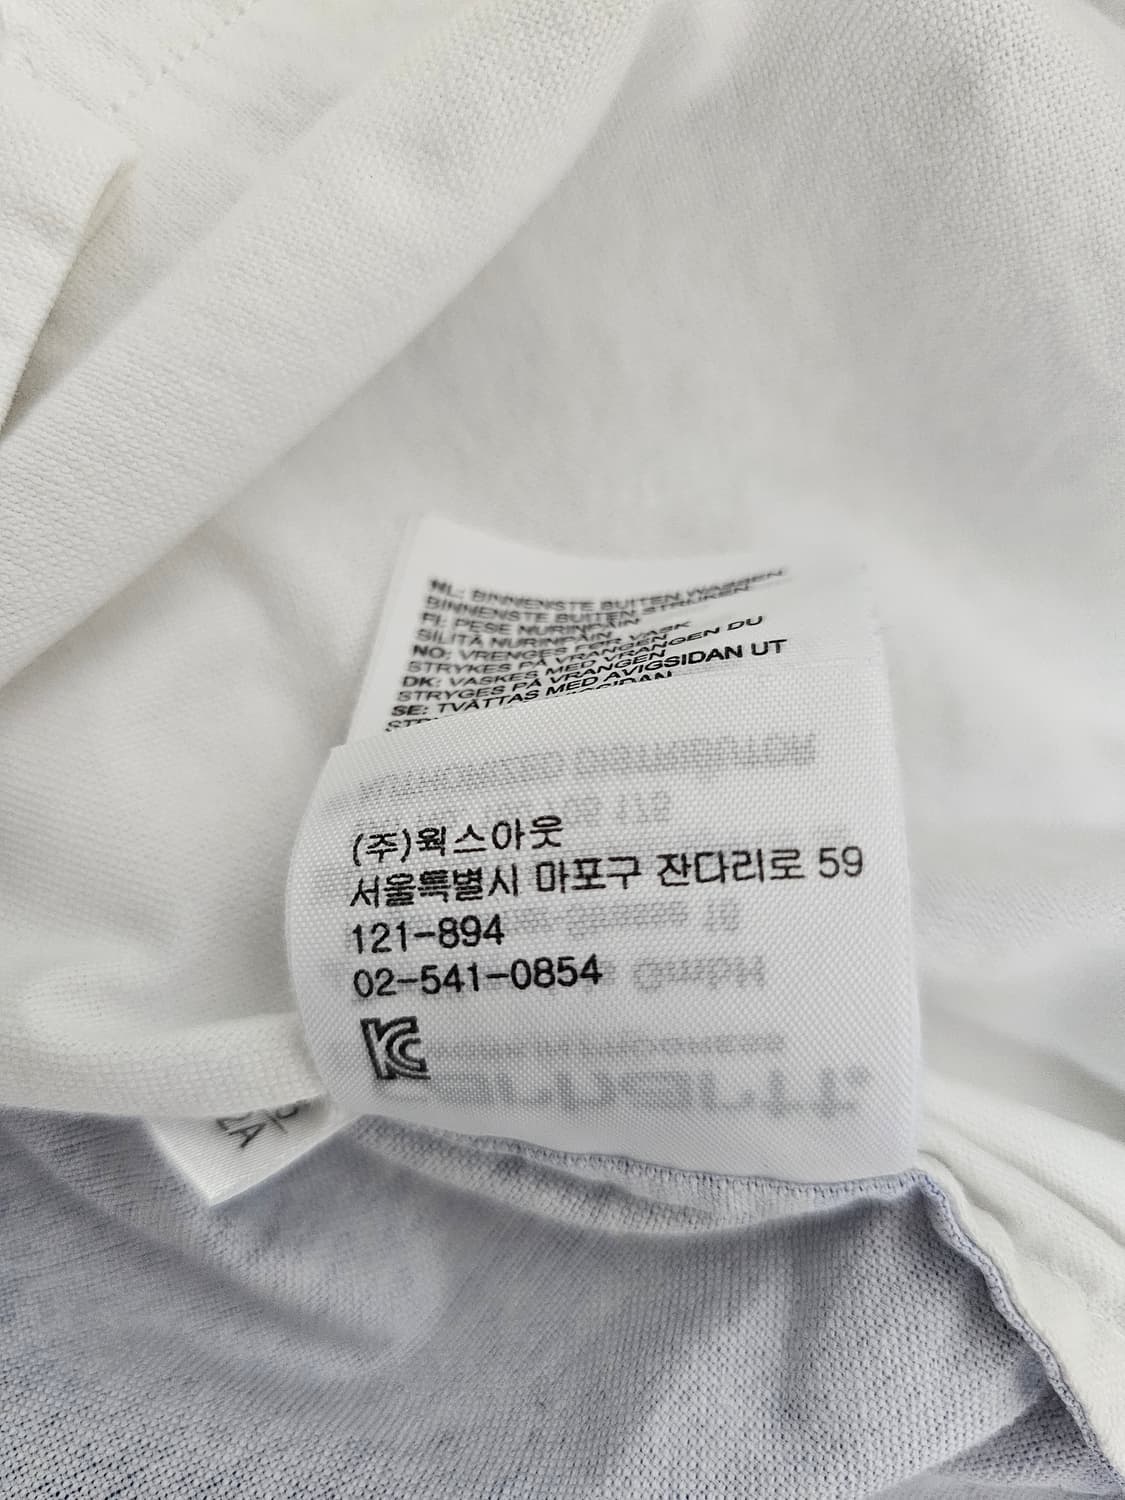 NL: BINNENSTE BUITEN WASSEN
BINNENSTE BUITEN STRIJKEN
FI: PESE NURINPÄIN
SILITÄ NURINPÄIN
NO: VRENGES FØR VASK
STRYKES PÅ VRANGEN
DK: VASKES MED VRANGEN DU
STRYGES PÅ VRANGEN
SE: TVÄTTAS MED AVIGSIDAN UT
(주)웍스아웃
서울특별시 마포구 잔다리로 59
121-894
02-541-0854